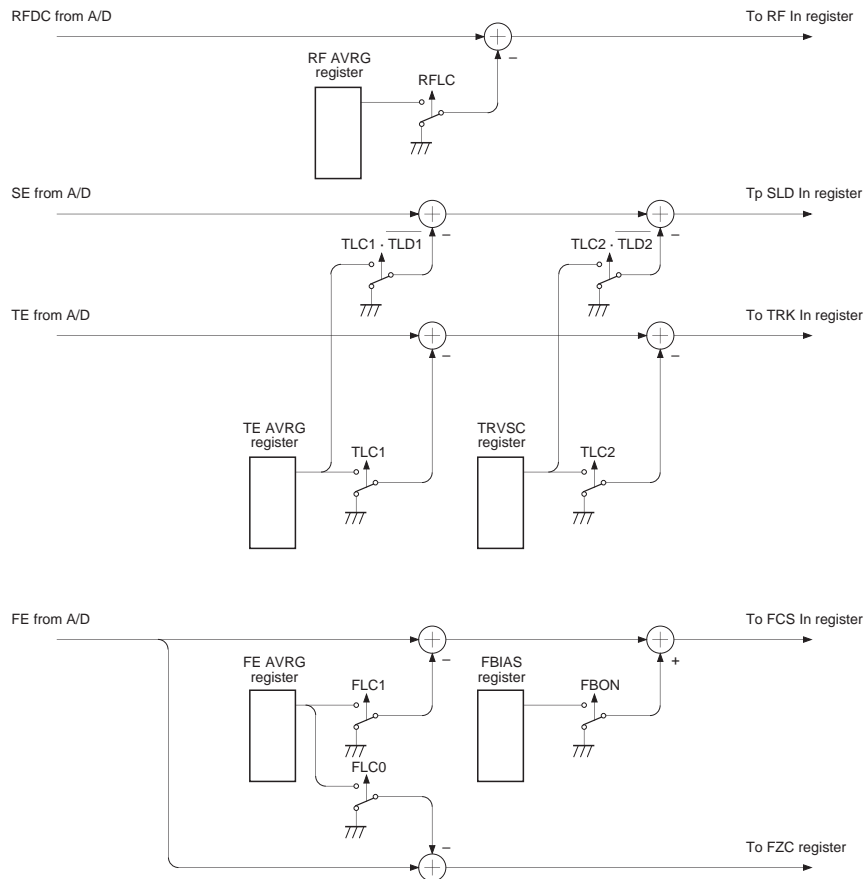 RFDC from A/D
To RF In register
RF AVRG
register
RFLC
–
SE from A/D
Tp SLD In register
TLC1 · TLD1
–
TLC2 · TLD2
–
TE from A/D
To TRK In register
–
–
TE AVRG
register
TLC1
TRVSC
register
TLC2
FE from A/D
To FCS In register
FE AVRG
register
FLC1
–
FBIAS
register
FBON
+
FLC0
–
To FZC register